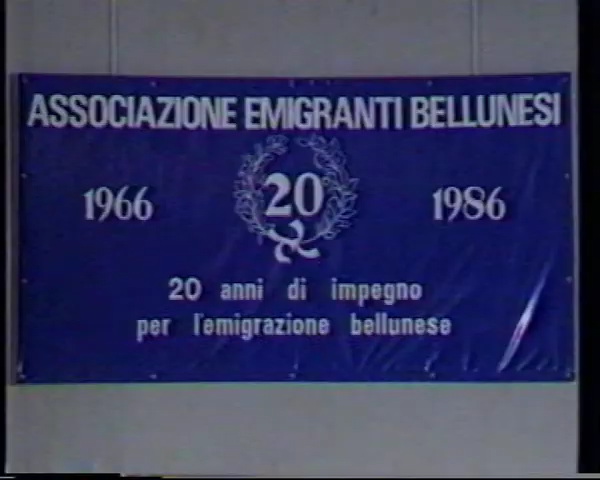 ASSOCIAZIONE EMIGRANTI BELLUNESI
1966 20 1986
20 anni di impegno
per l'emigrazione bellunese